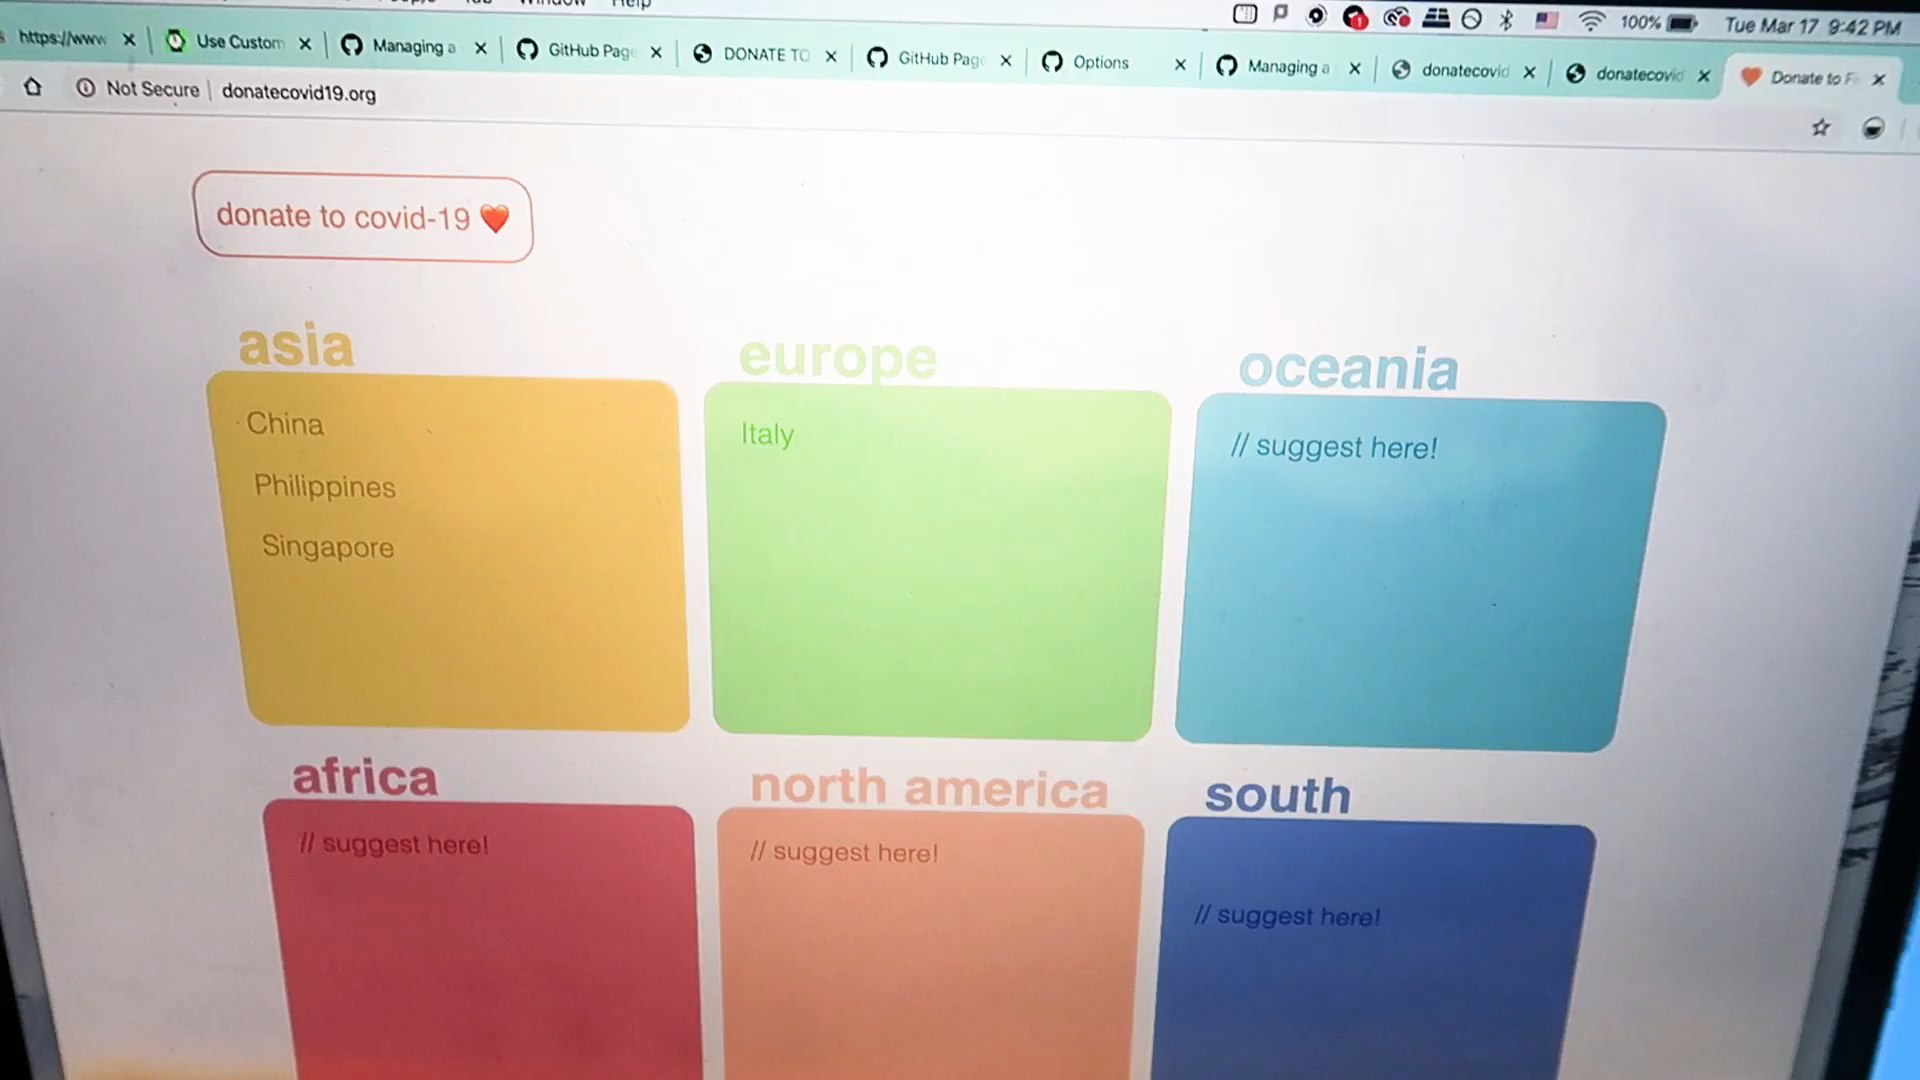 Window Help
100% Tue Mar 17 9:42 PM
https://www Use Custom Managing a GitHub Page DONATE TO GitHub Page Options Managing a donatecovid donatecovid Donate to F
Not Secure | donatecovid19.org
donate to covid-19 ❤️
asia
China
Philippines
Singapore
europe
Italy
oceania
// suggest here!
africa
// suggest here!
north america
// suggest here!
south
// suggest here!